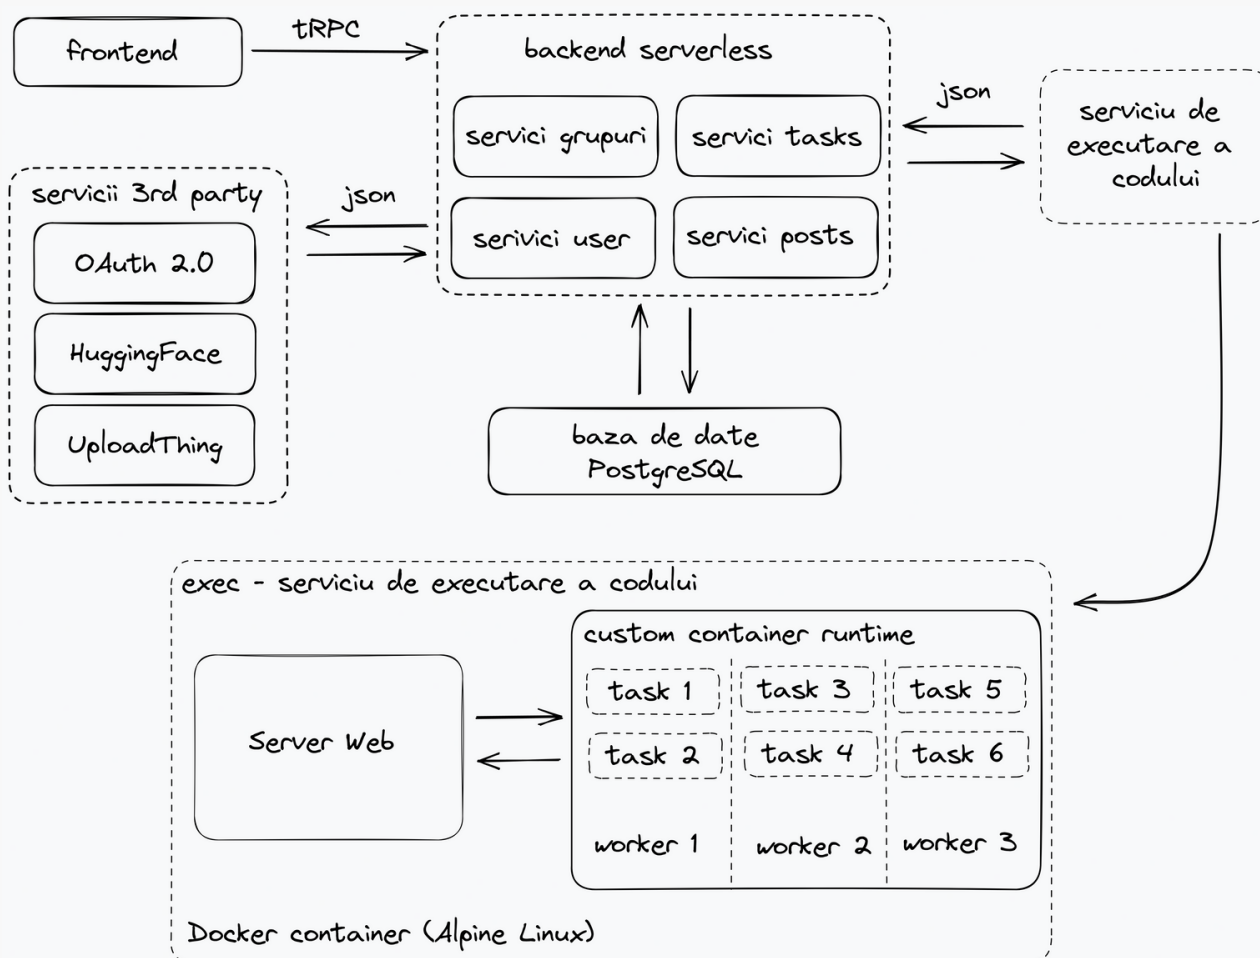 frontend
tRPC
backend serverless
servici grupuri
servici tasks
serivici user
servici posts
json
serviciu de
executare a
codului
servicii 3rd party
OAuth 2.0
HuggingFace
UploadThing
json
baza de date
PostgreSQL
exec - serviciu de executare a codului
Server Web
custom container runtime
task 1
task 3
task 5
task 2
task 4
task 6
worker 1
worker 2
worker 3
Docker container (Alpine Linux)